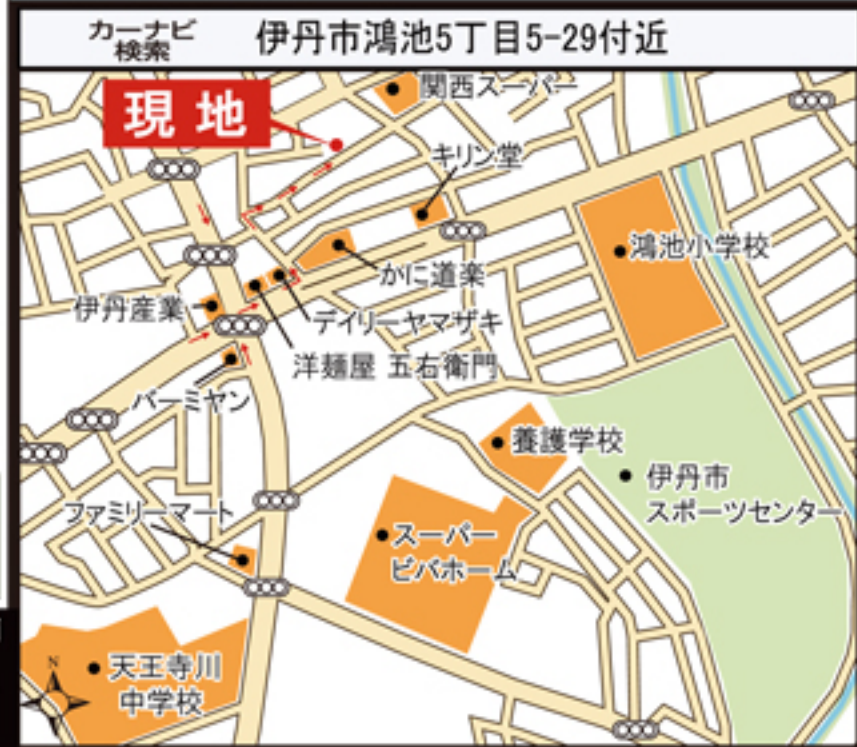 カーナビ
検索
伊丹市鴻池5丁目5-29付近
関西スーパー
現地
キリン堂
鴻池小学校
かに道楽
伊丹産業
デイリーヤマザキ
洋麺屋 五右衛門
バーミヤン
養護学校
伊丹市
スポーツセンター
ファミリーマート
スーパー
ビバホーム
N
天王寺川
中学校